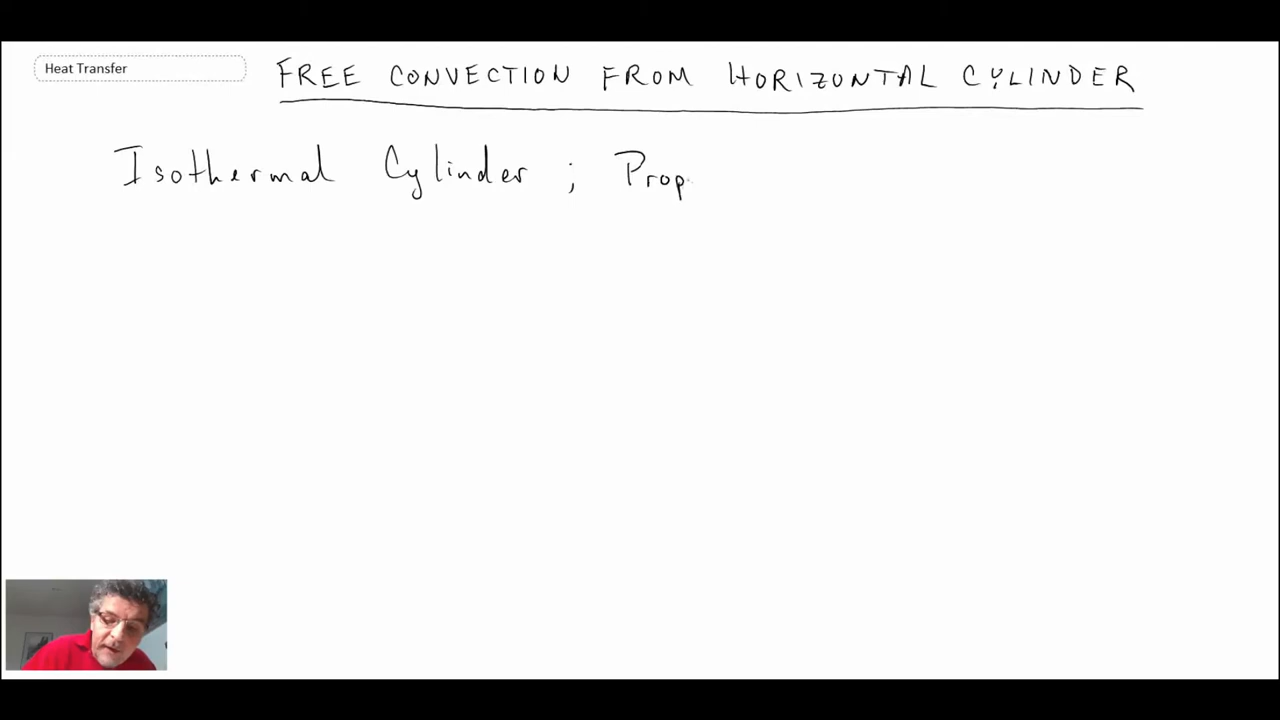 Heat Transfer
FREE CONVECTION FROM HORIZONTAL CYLINDER
Isothermal Cylinder ; Prop